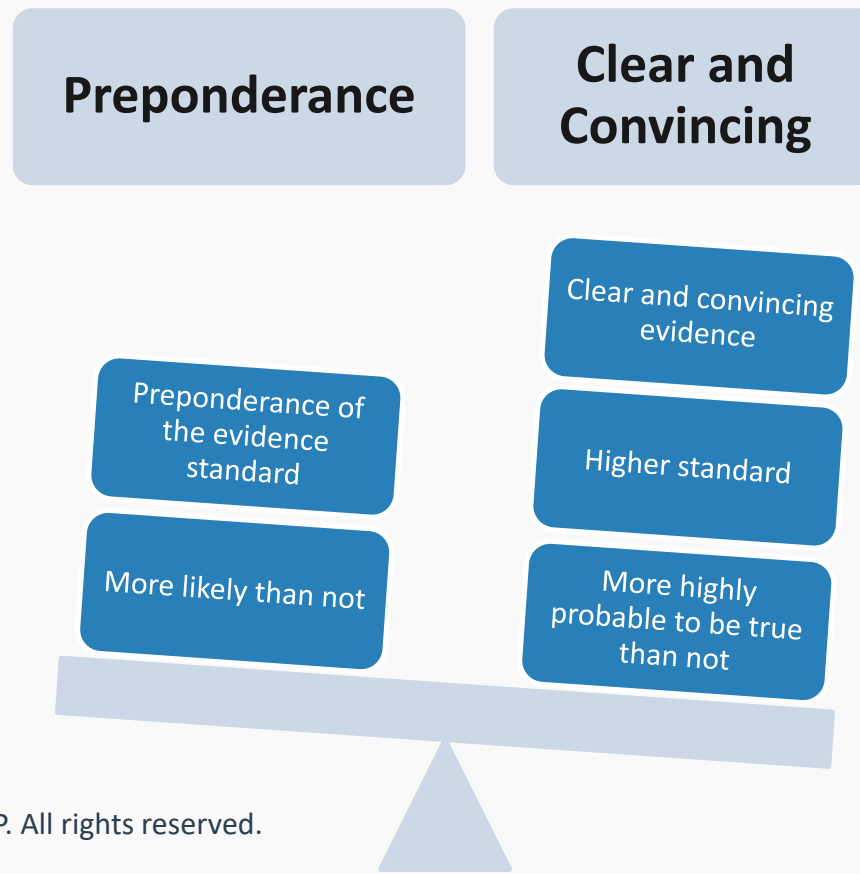 Preponderance
Clear and
Convincing
Clear and convincing
evidence
Preponderance of
the evidence
standard
Higher standard
More likely than not
More highly
probable to be true
than not
P. All rights reserved.